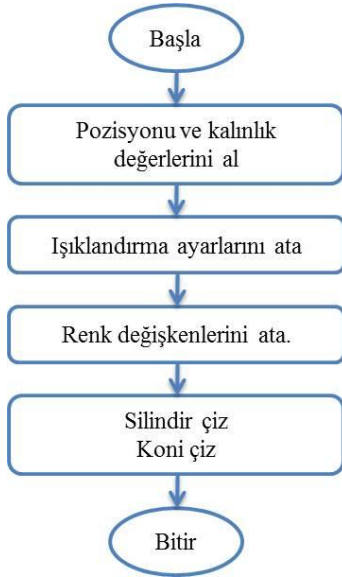 Başla
Pozisyonu ve kalınlık
değerlerini al
Işıklandırma ayarlarını ata
Renk değişkenlerini ata.
Silindir çiz
Koni çiz
Bitir